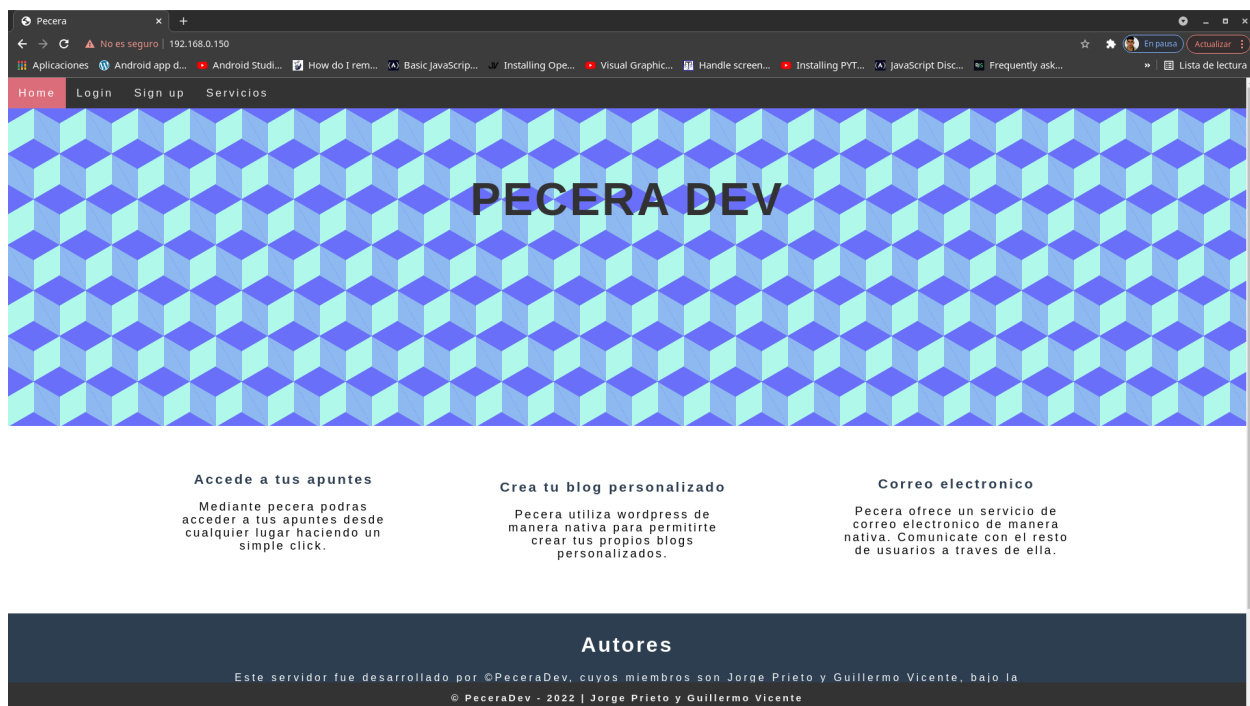 Pecera
No es seguro | 192.168.0.150
En pausa
Actualizar
Aplicaciones
Android app d...
Android Studi...
How do I rem...
Basic JavaScrip...
Installing Ope...
Visual Graphic...
Handle screen...
Installing PYT...
JavaScript Disc...
Frequently ask...
»
Lista de lectura
Home Login Sign up Servicios
PECERA DEV
Accede a tus apuntes
Mediante pecera podras
acceder a tus apuntes desde
cualquier lugar haciendo un
simple click.
Crea tu blog personalizado
Pecera utiliza wordpress de
manera nativa para permitirte
crear tus propios blogs
personalizados.
Correo electronico
Pecera ofrece un servicio de
correo electronico de manera
nativa. Comunicate con el resto
de usuarios a traves de ella.
Autores
Este servidor fue desarrollado por ©PeceraDev, cuyos miembros son Jorge Prieto y Guillermo Vicente, bajo la
© PeceraDev - 2022 | Jorge Prieto y Guillermo Vicente